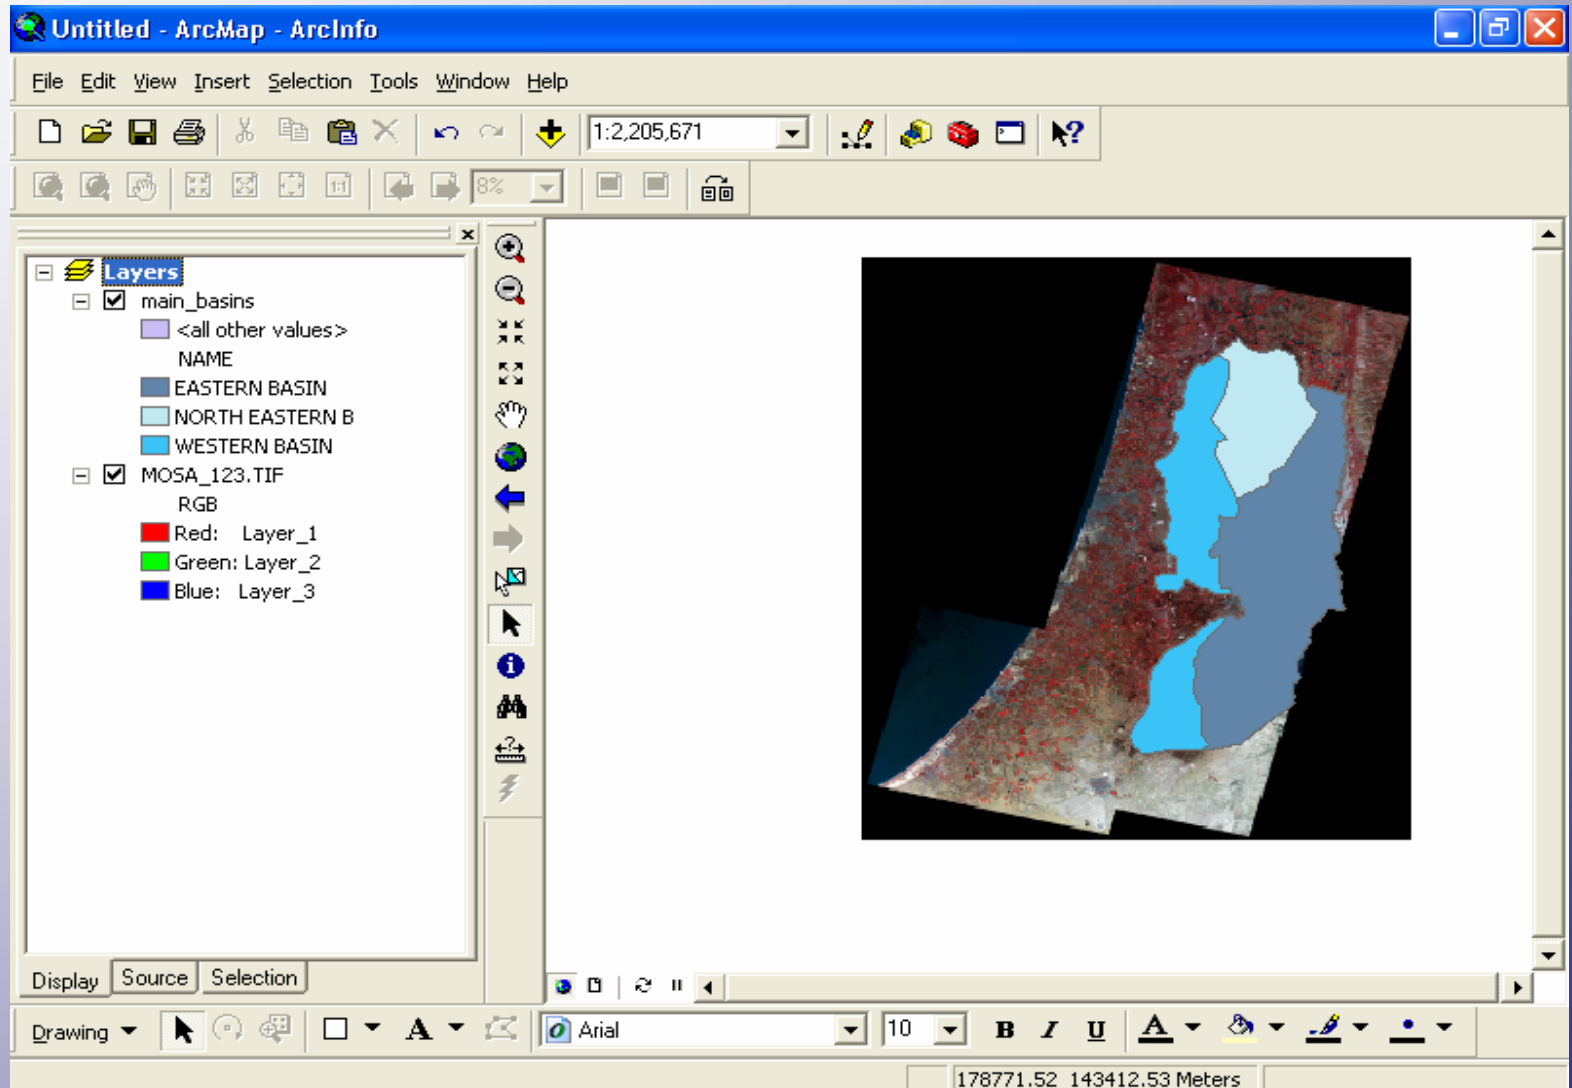 Untitled - ArcMap - ArcInfo
File Edit View Insert Selection Tools Window Help
1:2,205,671
1:1
8%
Layers
main_basins
<all other values>
NAME
EASTERN BASIN
NORTH EASTERN B
WESTERN BASIN
MOSA_123.TIF
RGB
Red: Layer_1
Green: Layer_2
Blue: Layer_3
Display Source Selection
Drawing A Arial 10 B I U A
178771.52 143412.53 Meters